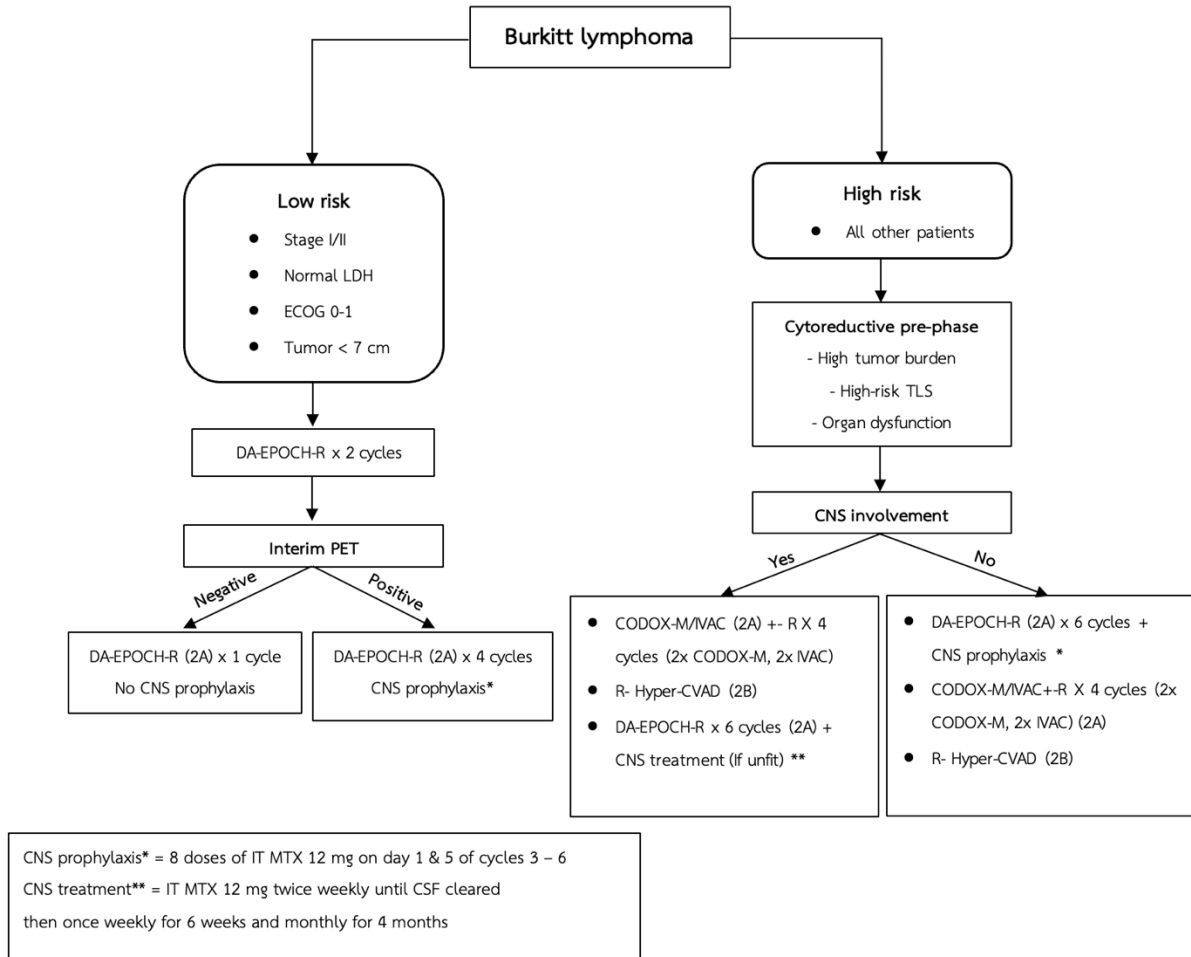 Burkitt lymphoma
Low risk
● Stage I/II
● Normal LDH
● ECOG 0-1
● Tumor < 7 cm
DA-EPOCH-R x 2 cycles
Interim PET
Negative
Positive
DA-EPOCH-R (2A) x 1 cycle
No CNS prophylaxis
DA-EPOCH-R (2A) x 4 cycles
CNS prophylaxis*
High risk
● All other patients
Cytoreductive pre-phase
- High tumor burden
- High-risk TLS
- Organ dysfunction
CNS involvement
Yes
No
● CODOX-M/IVAC (2A) +- R X 4
cycles (2x CODOX-M, 2x IVAC)
● R- Hyper-CVAD (2B)
● DA-EPOCH-R x 6 cycles (2A) +
CNS treatment (If unfit) **
● DA-EPOCH-R (2A) x 6 cycles +
CNS prophylaxis *
● CODOX-M/IVAC+-R X 4 cycles (2x
CODOX-M, 2x IVAC) (2A)
● R- Hyper-CVAD (2B)
CNS prophylaxis* = 8 doses of IT MTX 12 mg on day 1 & 5 of cycles 3 – 6
CNS treatment** = IT MTX 12 mg twice weekly until CSF cleared
then once weekly for 6 weeks and monthly for 4 months